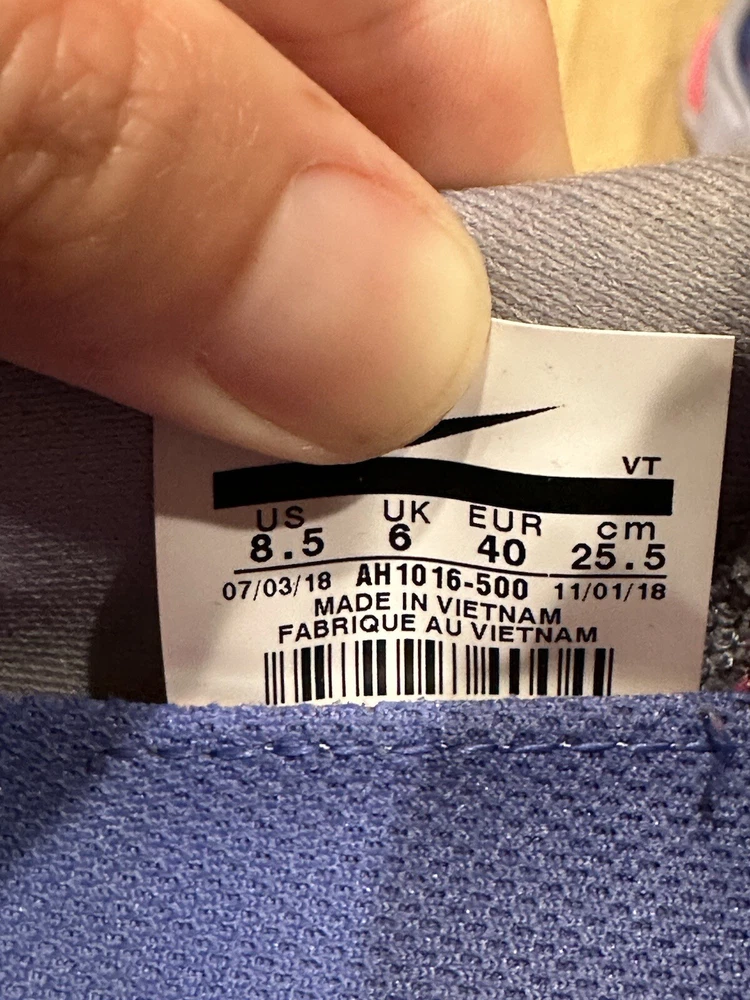 VT
US UK EUR cm
8.5 6 40 25.5
07/03/18 AH1016-500 11/01/18
MADE IN VIETNAM
FABRIQUE AU VIETNAM